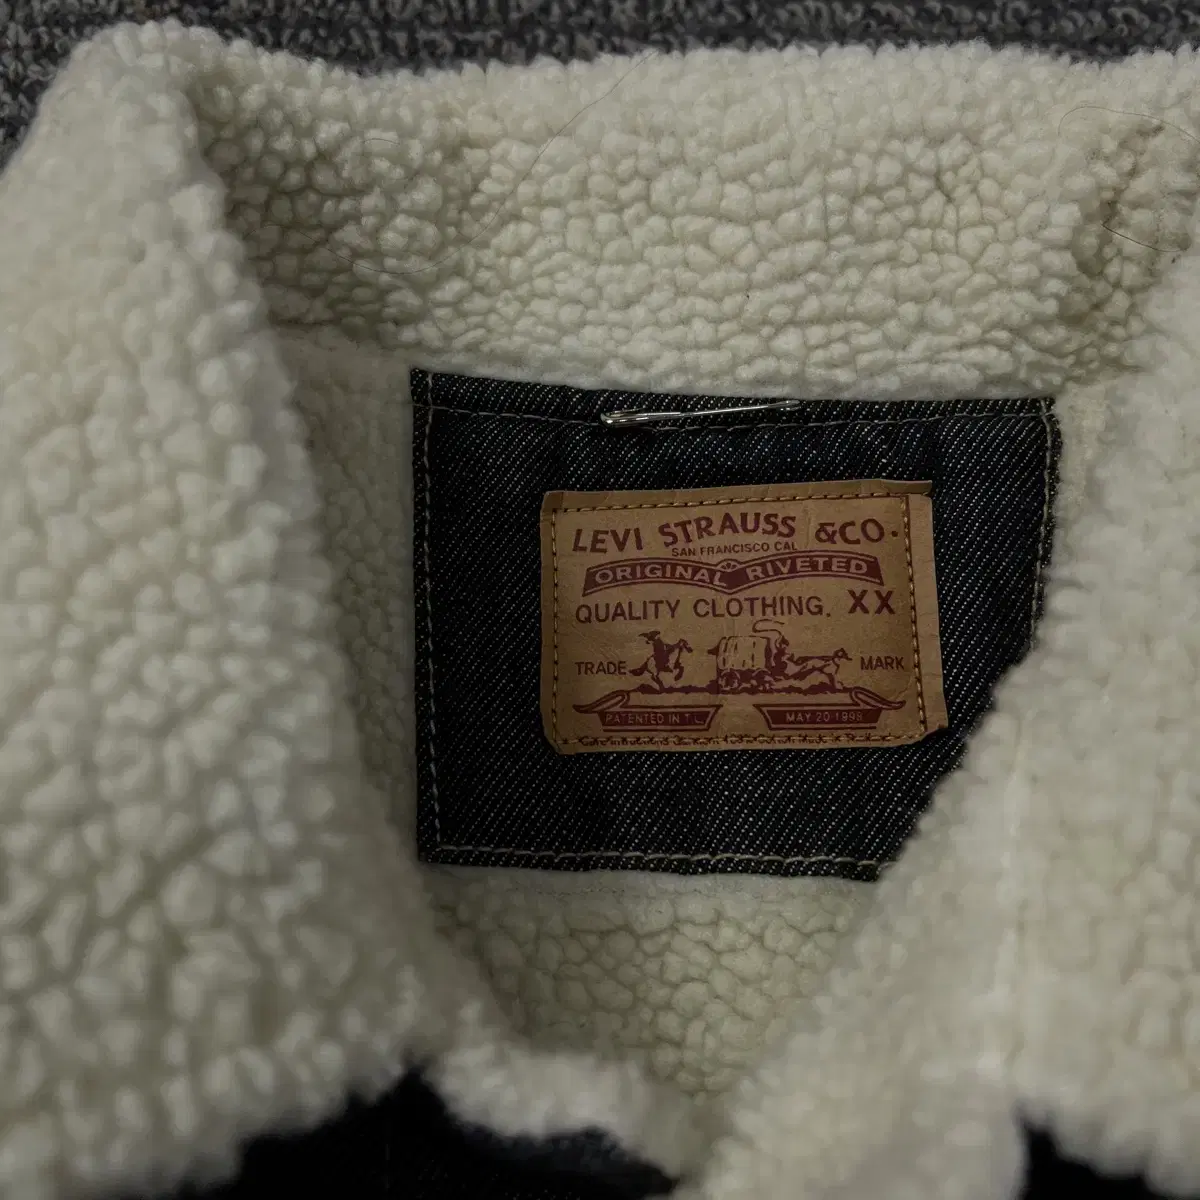 LEVI STRAUSS &CO.
SAN FRANCISCO CAL
ORIGINAL RIVETED
QUALITY CLOTHING. XX
TRADE MARK
PATENTED IN
MAY 20 1998